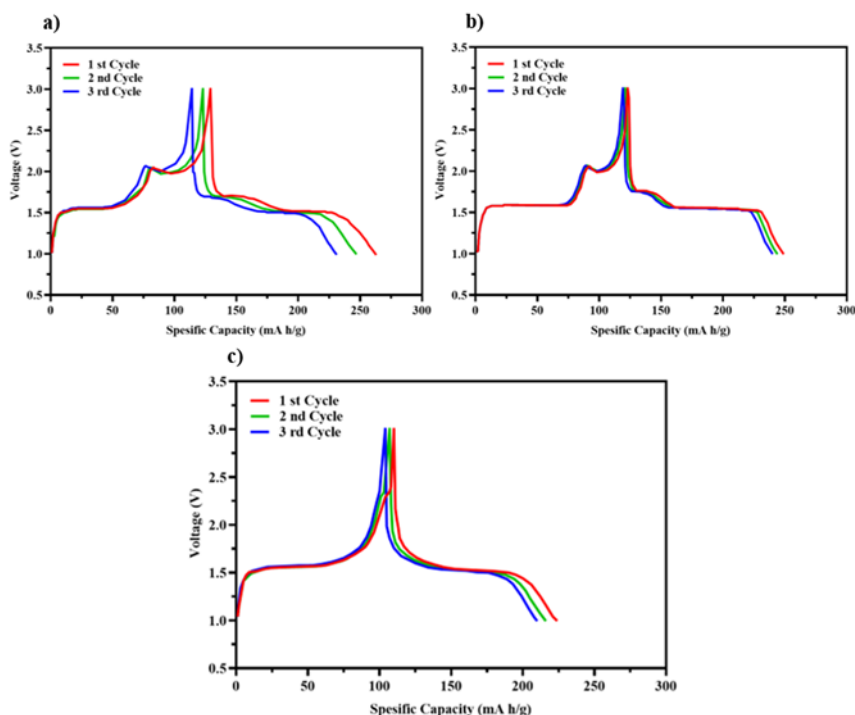 a)
3.5
3.0
2.5
2.0
1.5
1.0
0.5
Voltage (V)
1 st Cycle
2 nd Cycle
3 rd Cycle
0 50 100 150 200 250 300
Spesific Capacity (mA h/g)
b)
3.5
3.0
2.5
2.0
1.5
1.0
0.5
Voltage (V)
1 st Cycle
2 nd Cycle
3 rd Cycle
0 50 100 150 200 250 300
Spesific Capacity (mA h/g)
c)
3.5
3.0
2.5
2.0
1.5
1.0
0.5
Voltage (V)
1 st Cycle
2 nd Cycle
3 rd Cycle
0 50 100 150 200 250 300
Spesific Capacity (mA h/g)